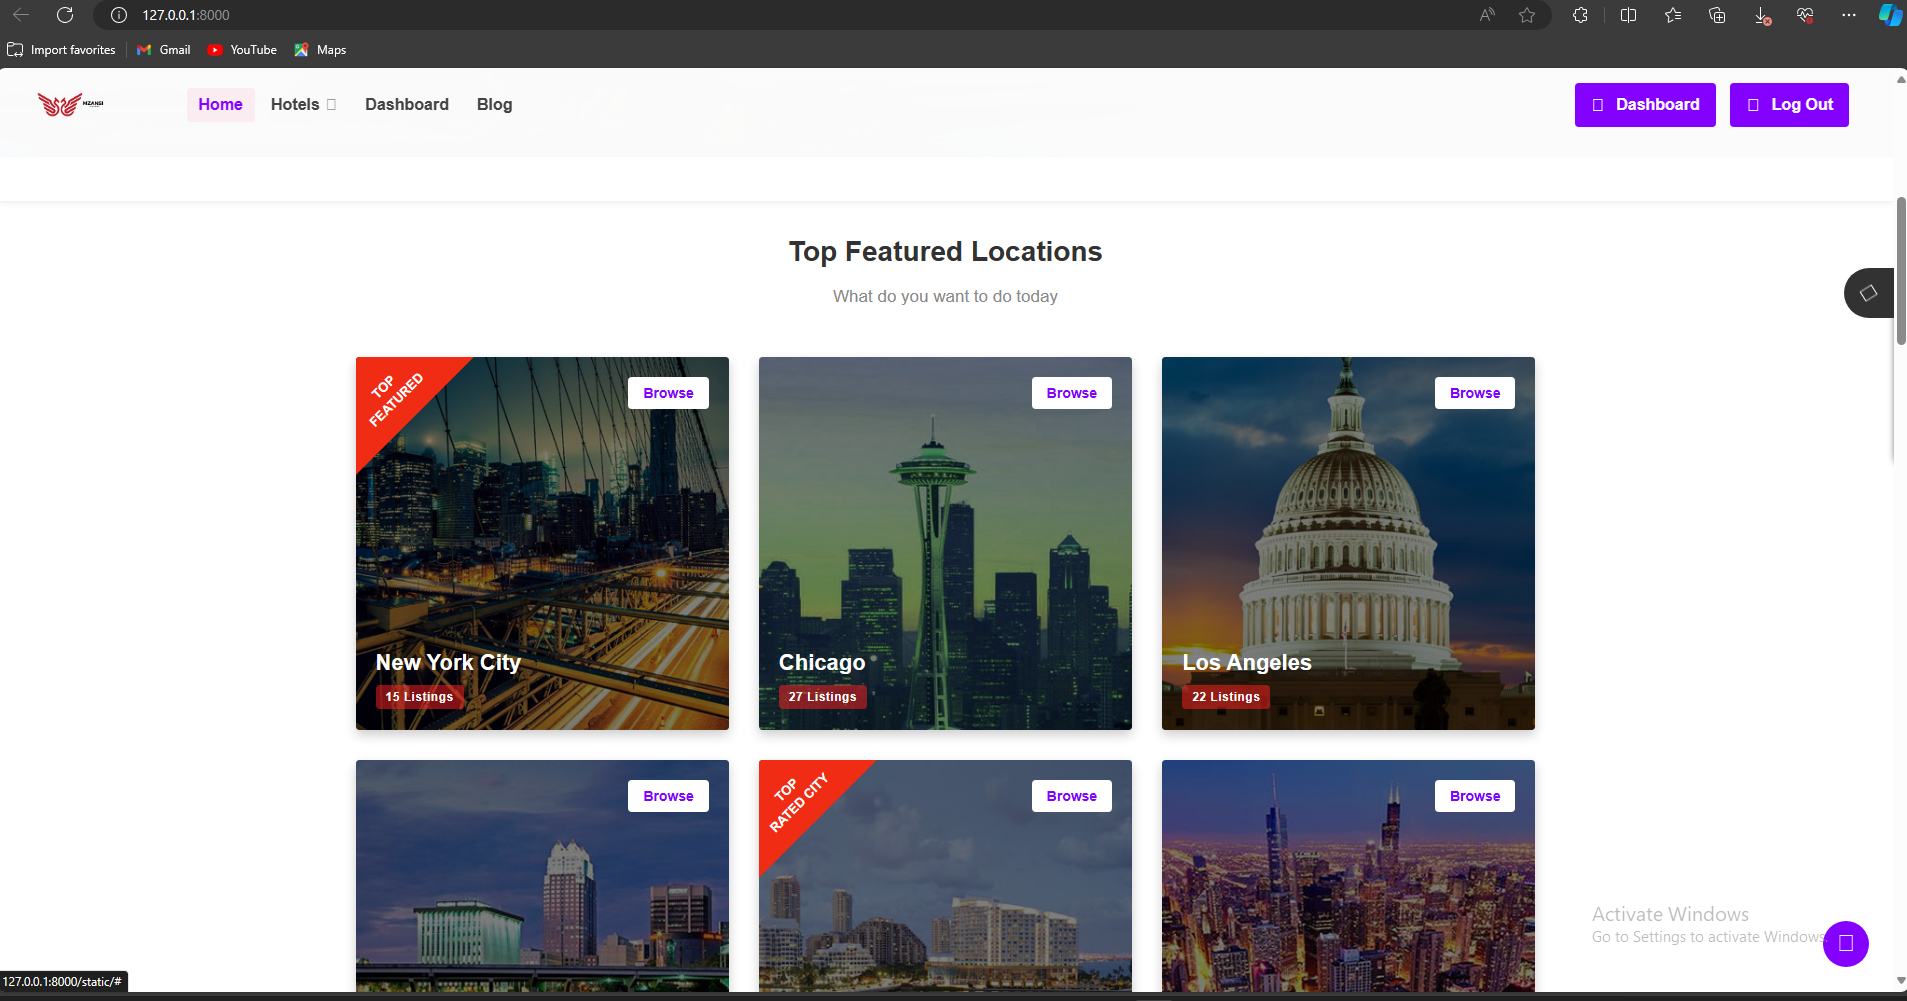 127.0.0.1:8000
Import favorites
Gmail
YouTube
Maps
MZANSI
Home
Hotels
Dashboard
Blog
Dashboard
Log Out
Top Featured Locations
What do you want to do today
TOP
FEATURED
Browse
Browse
Browse
New York City
15 Listings
Chicago
27 Listings
Los Angeles
22 Listings
Browse
TOP
RATED CITY
Browse
Browse
Activate Windows
Go to Settings to activate Windows.
127.0.0.1:8000/static/#